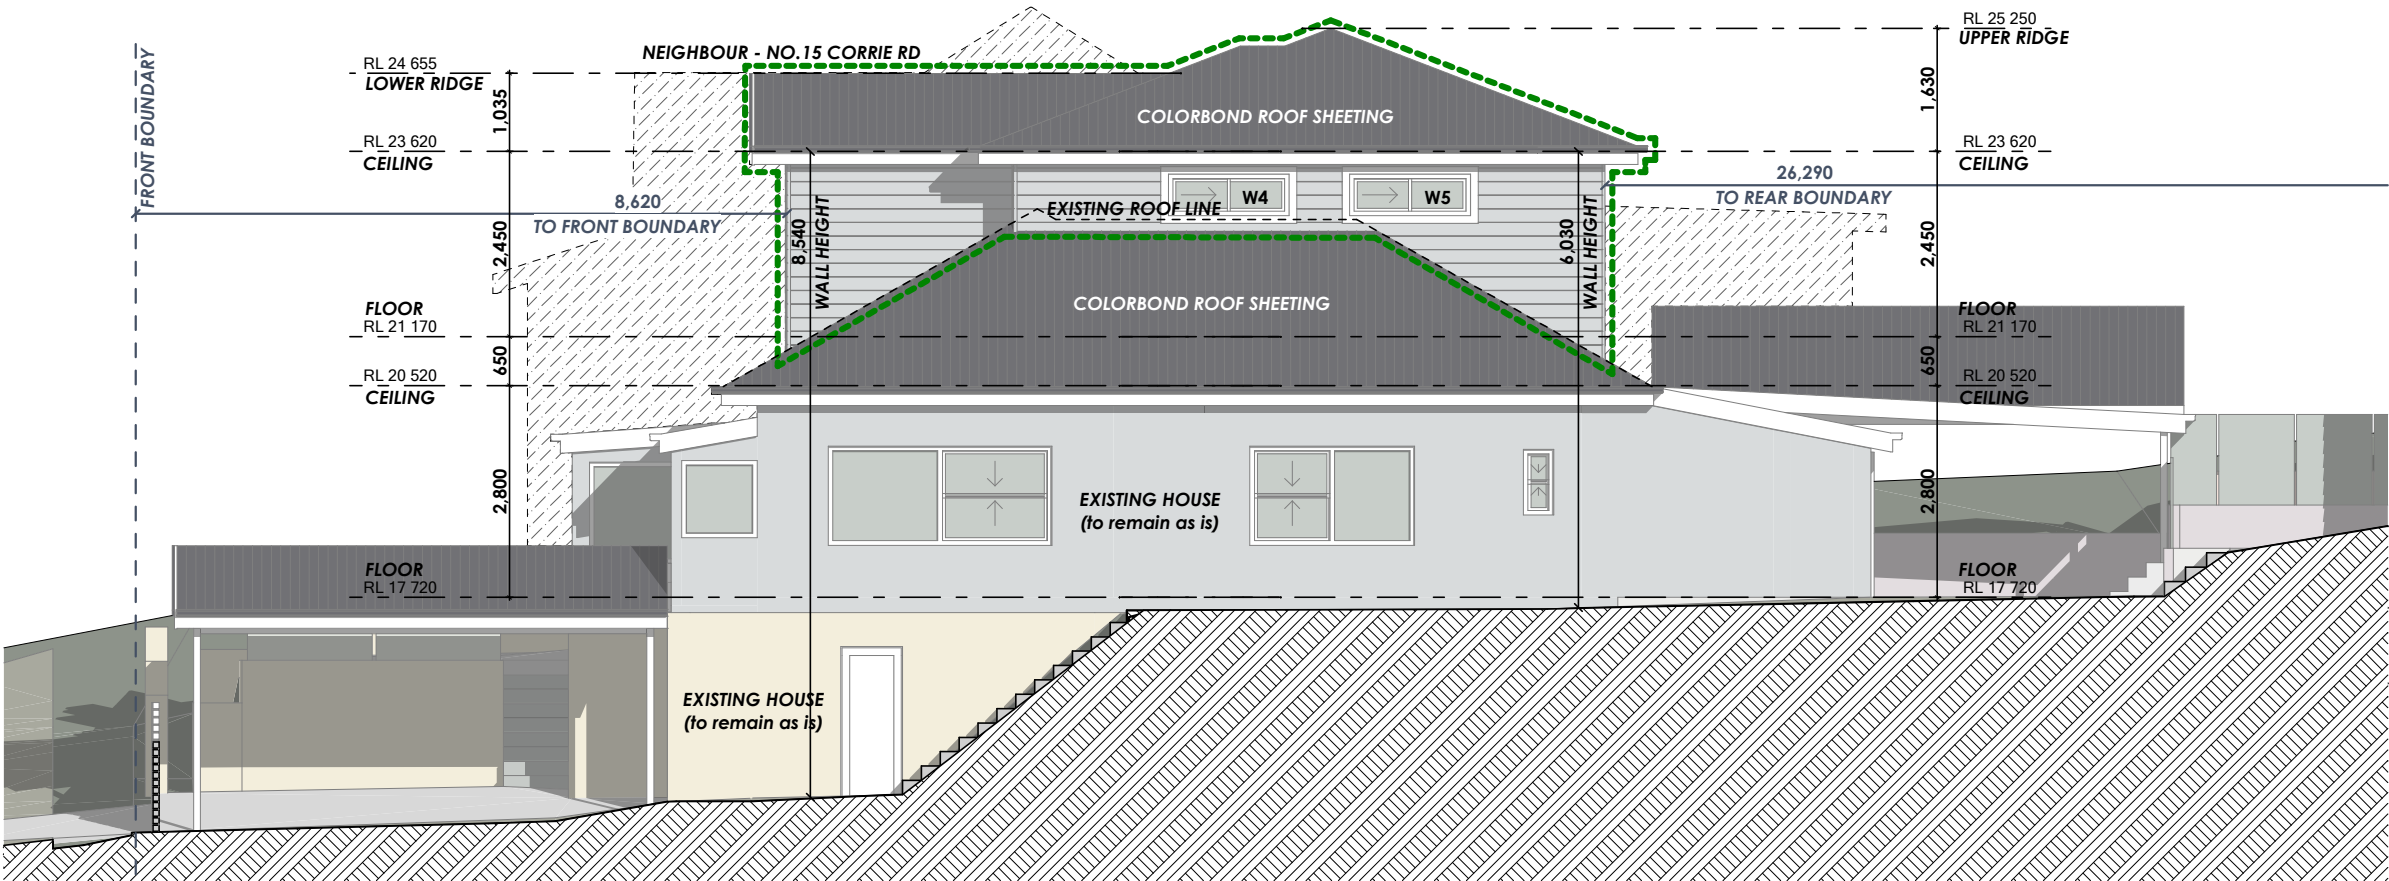 RL 25 250
UPPER RIDGE
NEIGHBOUR - NO.15 CORRIE RD
RL 24 655
LOWER RIDGE
FRONT BOUNDARY
1,035
1,630
COLORBOND ROOF SHEETING
RL 23 620
CEILING
RL 23 620
CEILING
26,290
TO REAR BOUNDARY
8,620
TO FRONT BOUNDARY
W4
W5
EXISTING ROOF LINE
2,450
8,540
WALL HEIGHT
6,030
WALL HEIGHT
2,450
COLORBOND ROOF SHEETING
FLOOR
RL 21 170
FLOOR
RL 21 170
650
650
RL 20 520
CEILING
RL 20 520
CEILING
2,800
EXISTING HOUSE
(to remain as is)
2,800
FLOOR
RL 17 720
FLOOR
RL 17 720
EXISTING HOUSE
(to remain as is)